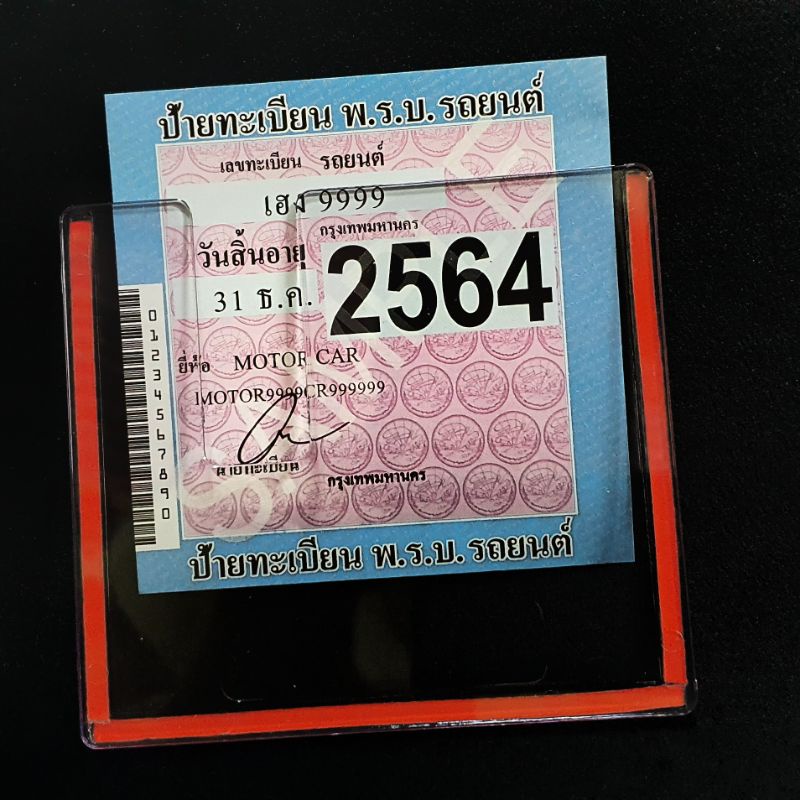 ป้ายทะเบียน พ.ร.บ. รถยนต์
เลขทะเบียน รถยนต์
เฮง 9999
กรุงเทพมหานคร
วันสิ้นอายุ
31 ธ.ค. 2564
ยี่ห้อ MOTOR CAR
MOTOR9999CR999999
นายทะเบียน
กรุงเทพมหานคร
ป้ายทะเบียน พ.ร.บ. รถยนต์
01234567890